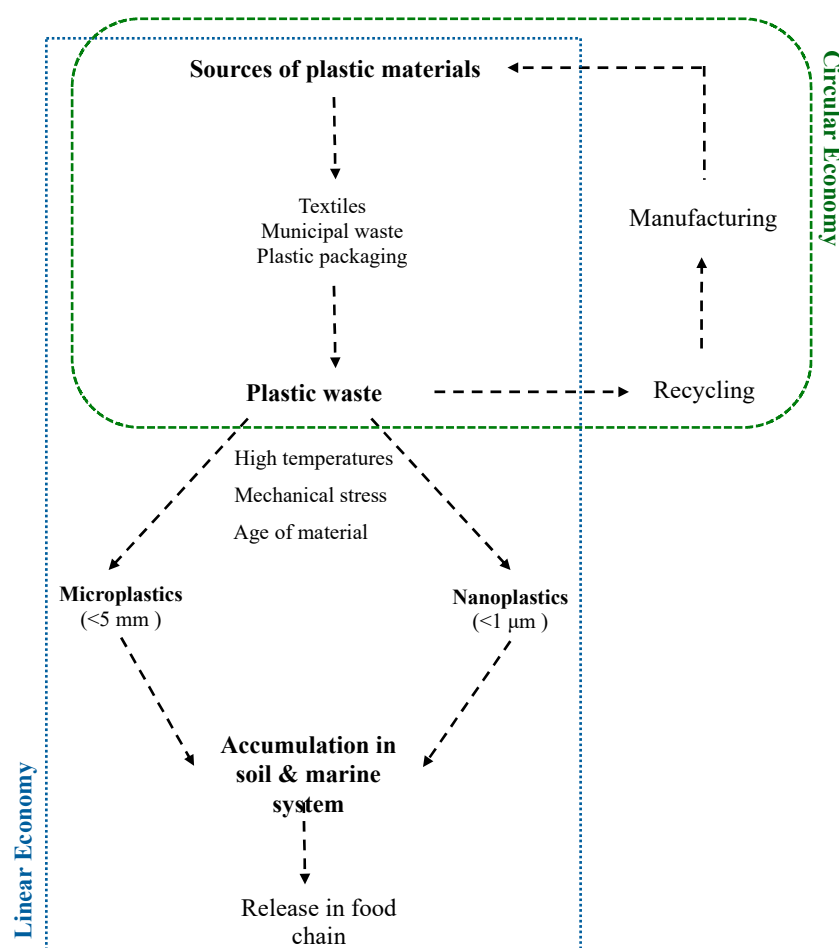 Sources of plastic materials
Circular Economy
Textiles
Municipal waste
Plastic packaging
Manufacturing
Plastic waste
Recycling
High temperatures
Mechanical stress
Age of material
Microplastics
(<5 mm )
Nanoplastics
(<1 μm )
Accumulation in
soil & marine
system
Linear Economy
Release in food
chain